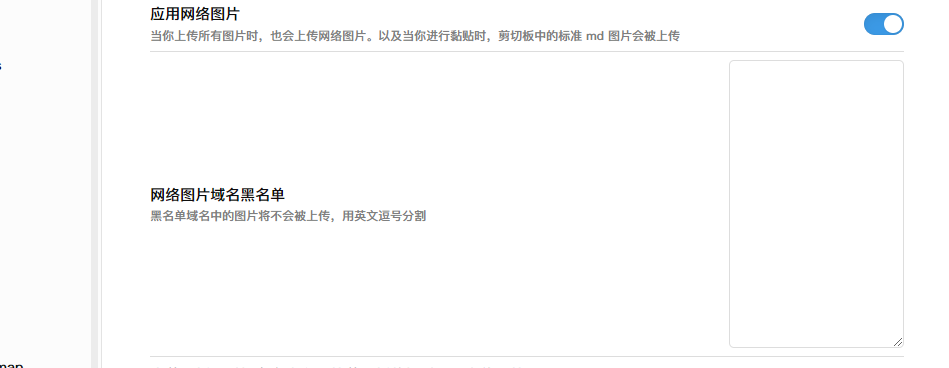 应用网络图片
当你上传所有图片时，也会上传网络图片。以及当你进行黏贴时，剪切板中的标准 md 图片会被上传
s
网络图片域名黑名单
黑名单域名中的图片将不会被上传，用英文逗号分割